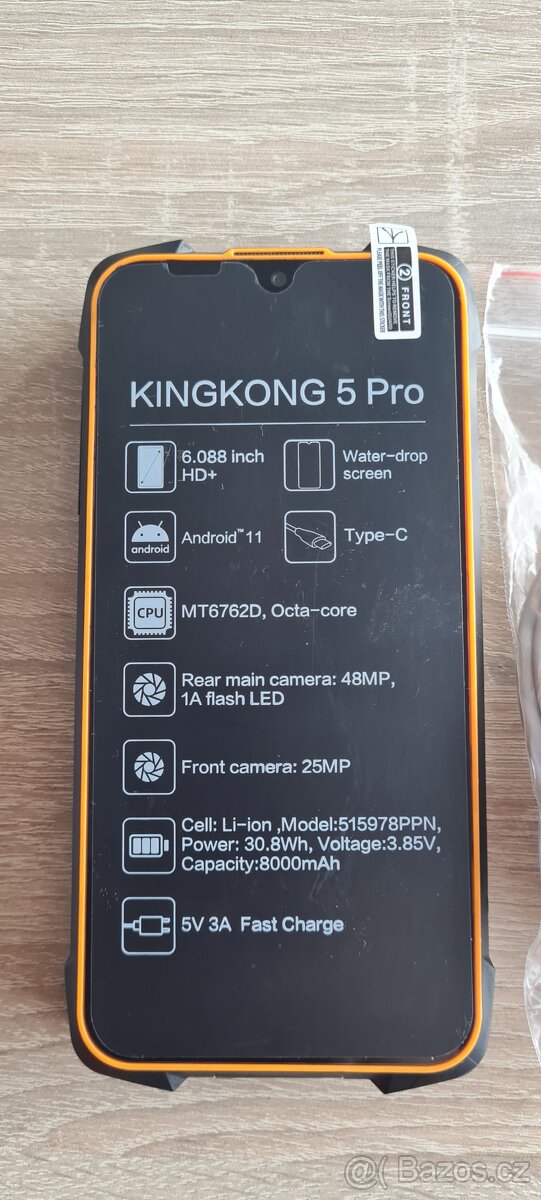 KINGKONG 5 Pro
6.088 inch
HD+
Water-drop
screen
android
Android™ 11
Type-C
CPU
MT6762D, Octa-core
Rear main camera: 48MP,
1A flash LED
Front camera: 25MP
Cell: Li-ion ,Model:515978PPN,
Power: 30.8Wh, Voltage:3.85V,
Capacity:8000mAh
5V 3A Fast Charge
2 FRONT
@( Bazos.cz